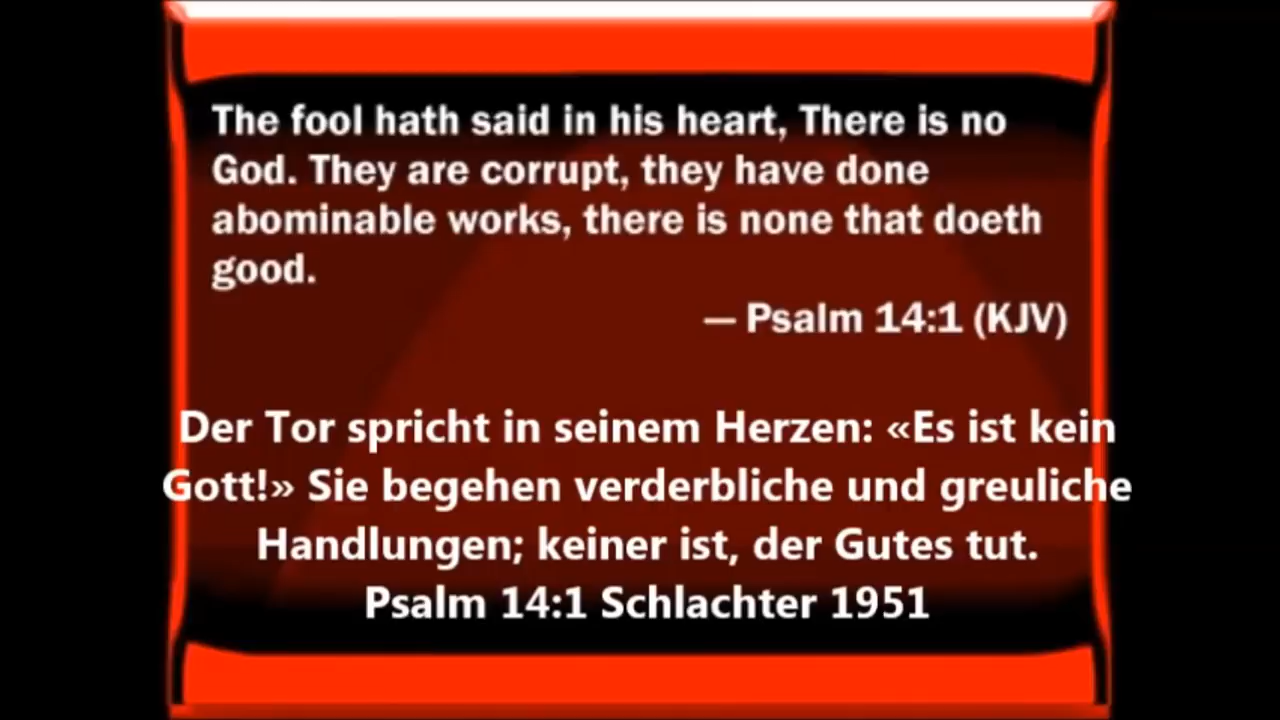 The fool hath said in his heart, There is no
God. They are corrupt, they have done
abominable works, there is none that doeth
good.
— Psalm 14:1 (KJV)
Der Tor spricht in seinem Herzen: «Es ist kein
Gott!» Sie begehen verderbliche und greuliche
Handlungen; keiner ist, der Gutes tut.
Psalm 14:1 Schlachter 1951